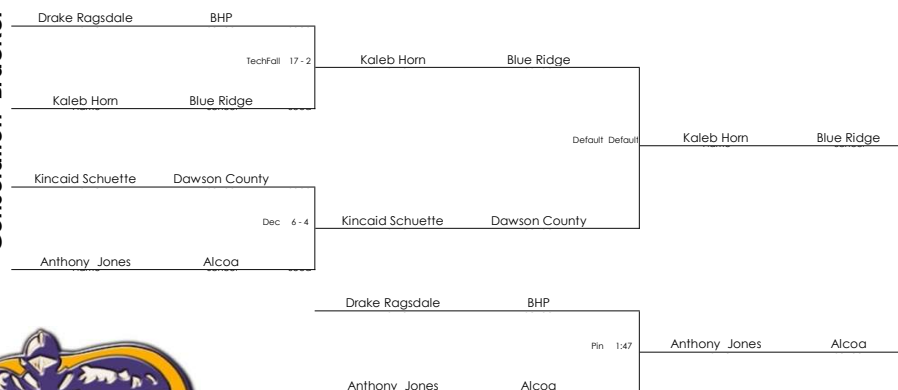 Drake Ragsdale BHP
TechFall 17 - 2
Kaleb Horn Blue Ridge
Kaleb Horn Blue Ridge
Default Default
Kaleb Horn Blue Ridge
Kincaid Schuette Dawson County
Dec 6 - 4
Kincaid Schuette Dawson County
Anthony Jones Alcoa
Drake Ragsdale BHP
Pin 1:47
Anthony Jones Alcoa
Anthony Jones Alcoa